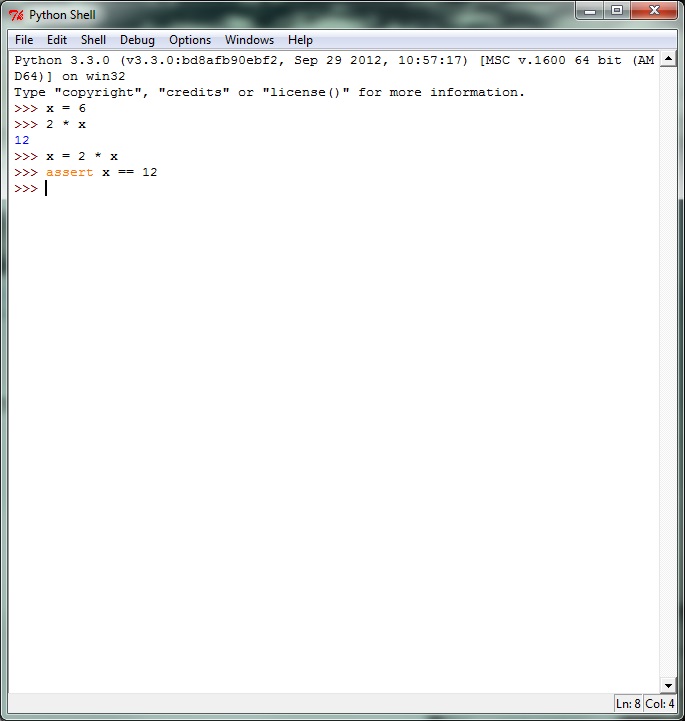 Python Shell
File Edit Shell Debug Options Windows Help
Python 3.3.0 (v3.3.0:bd8afb90ebf2, Sep 29 2012, 10:57:17) [MSC v.1600 64 bit (AM
D64)] on win32
Type "copyright", "credits" or "license()" for more information.
>>> x = 6
>>> 2 * x
12
>>> x = 2 * x
>>> assert x == 12
>>>
Ln: 8 Col: 4